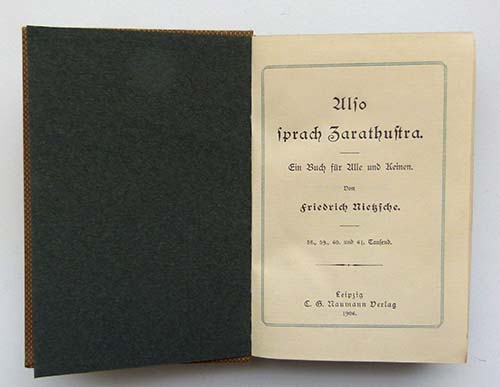 Also
sprach Zarathustra.
Ein Buch für Alle und Keinen.
Von
Friedrich Nietzsche.
58., 59., 60. und 61. Tausend.
Leipzig
C. G. Naumann Verlag
1906.